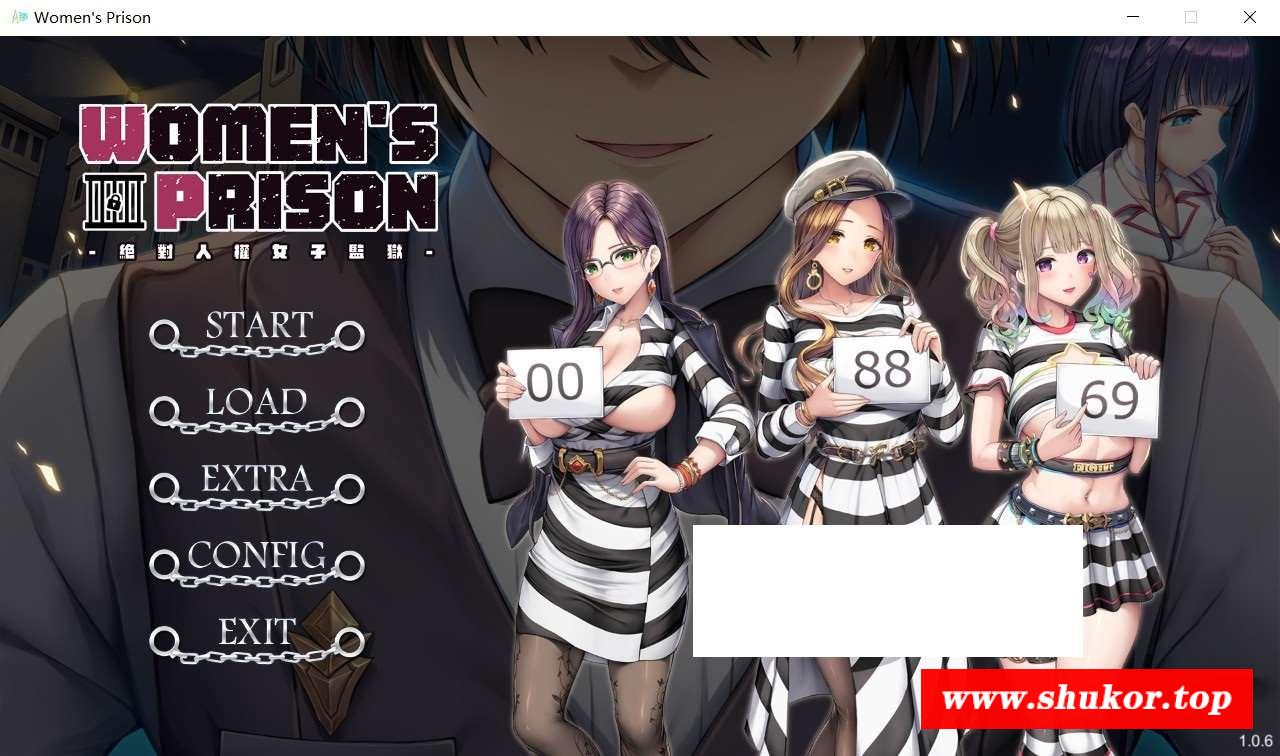 Women's Prison
WOMEN'S
PRISON
- 絕對人權女子監獄 -
START
LOAD
EXTRA
CONFIG
EXIT
00
88
69
FIGHT
www.shukor.top
1.0.6